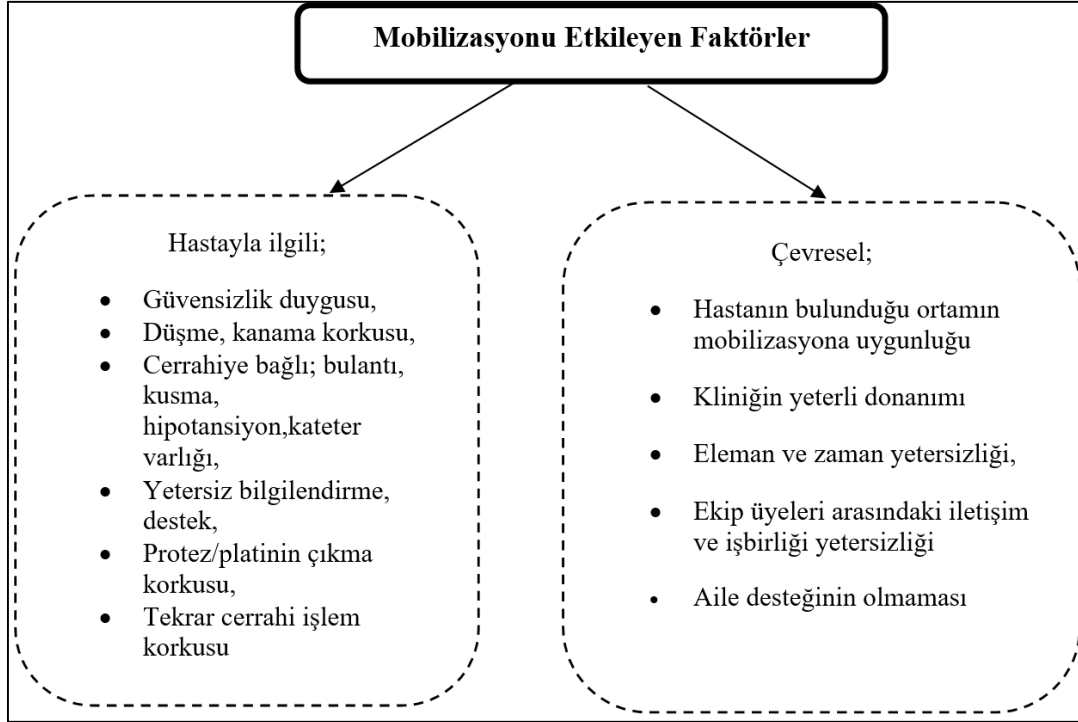 Mobilizasyonu Etkileyen Faktörler
Hastayla ilgili;
• Güvensizlik duygusu,
• Düşme, kanama korkusu,
• Cerrahiye bağlı; bulantı,
kusma,
hipotansiyon,kateter
varlığı,
• Yetersiz bilgilendirme,
destek,
• Protez/platinin çıkma
korkusu,
• Tekrar cerrahi işlem
korkusu
Çevresel;
• Hastanın bulunduğu ortamın
mobilizasyona uygunluğu
• Kliniğin yeterli donanımı
• Eleman ve zaman yetersizliği,
• Ekip üyeleri arasındaki iletişim
ve işbirliği yetersizliği
• Aile desteğinin olmaması